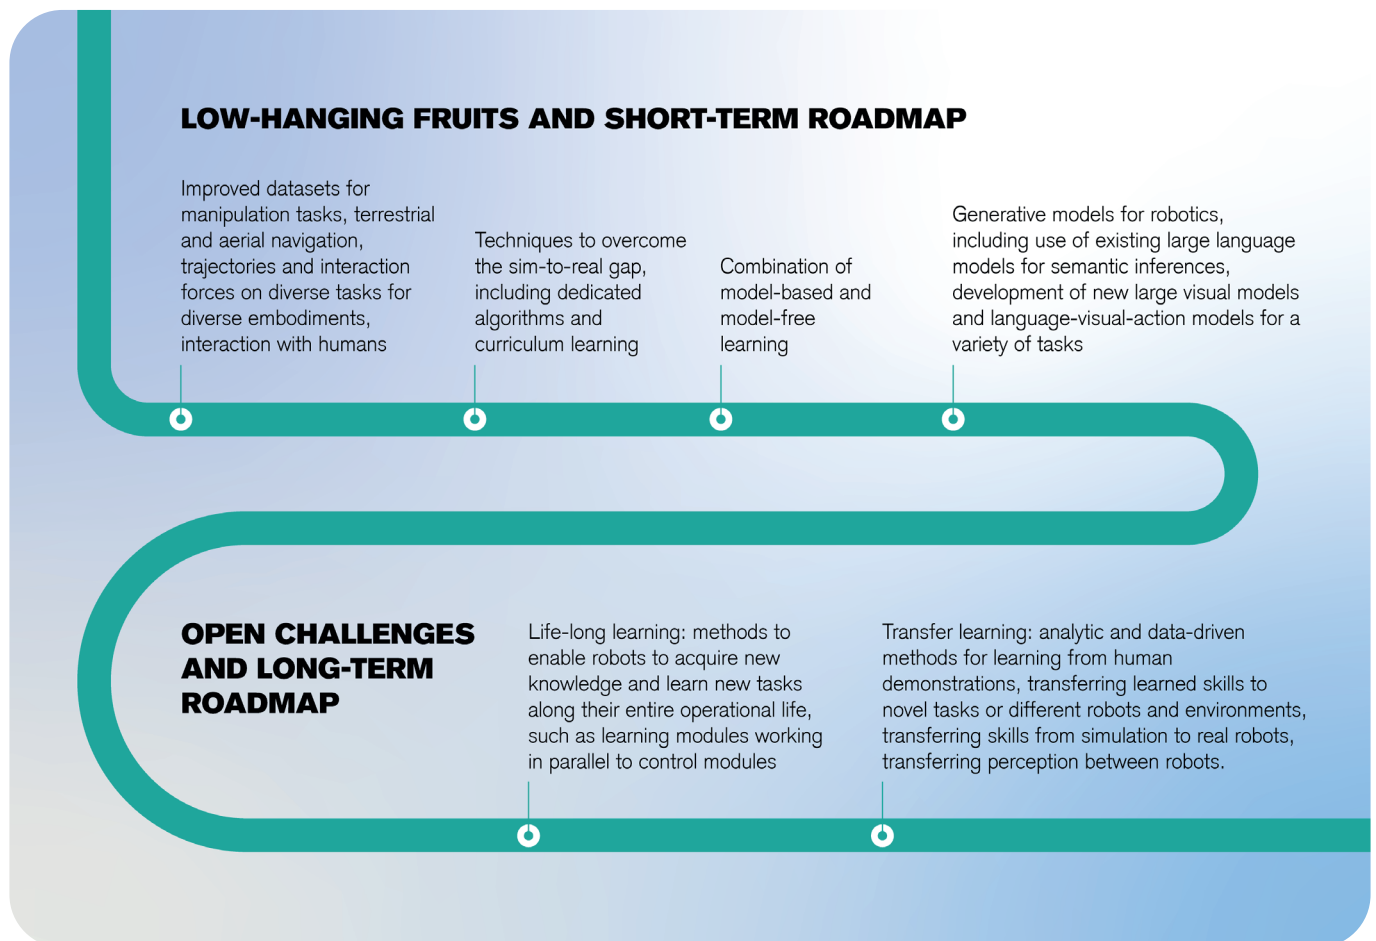 LOW-HANGING FRUITS AND SHORT-TERM ROADMAP
Improved datasets for
manipulation tasks, terrestrial
and aerial navigation,
trajectories and interaction
forces on diverse tasks for
diverse embodiments,
interaction with humans
Techniques to overcome
the sim-to-real gap,
including dedicated
algorithms and
curriculum learning
Combination of
model-based and
model-free
learning
Generative models for robotics,
including use of existing large language
models for semantic inferences,
development of new large visual models
and language-visual-action models for a
variety of tasks
OPEN CHALLENGES
AND LONG-TERM
ROADMAP
Life-long learning: methods to
enable robots to acquire new
knowledge and learn new tasks
along their entire operational life,
such as learning modules working
in parallel to control modules
Transfer learning: analytic and data-driven
methods for learning from human
demonstrations, transferring learned skills to
novel tasks or different robots and environments,
transferring skills from simulation to real robots,
transferring perception between robots.